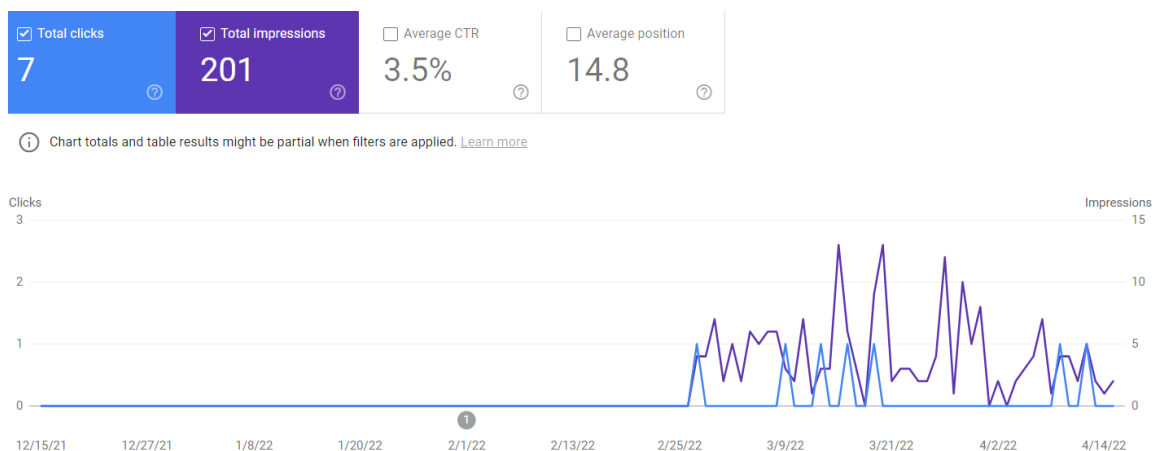 Total clicks
7
Total impressions
201
Average CTR
3.5%
Average position
14.8
Chart totals and table results might be partial when filters are applied. Learn more
Clicks Impressions
3 15
2 10
1 5
0 0
1
12/15/21 12/27/21 1/8/22 1/20/22 2/1/22 2/13/22 2/25/22 3/9/22 3/21/22 4/2/22 4/14/22